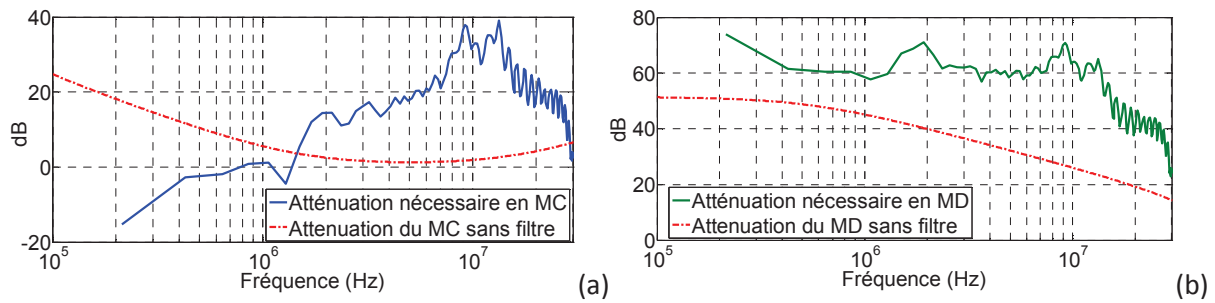 40
20
0
-20
dB
10^5
10^6
10^7
Fréquence (Hz)
Atténuation nécessaire en MC
Attenuation du MC sans filtre
(a)
80
60
40
20
0
dB
10^5
10^6
10^7
Fréquence (Hz)
Atténuation nécessaire en MD
Attenuation du MD sans filtre
(b)